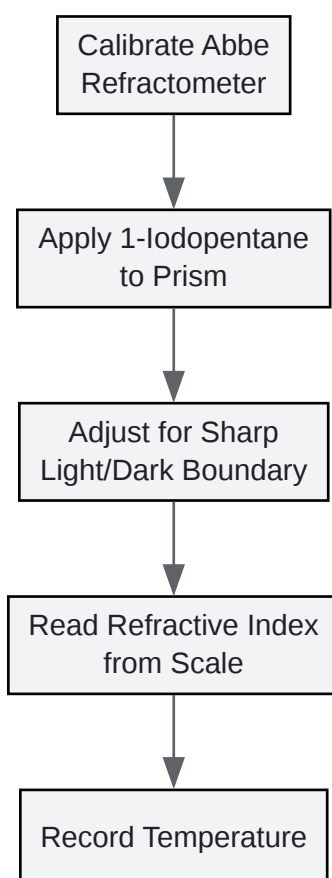 Calibrate Abbe
Refractometer
Apply 1-Iodopentane
to Prism
Adjust for Sharp
Light/Dark Boundary
Read Refractive Index
from Scale
Record Temperature